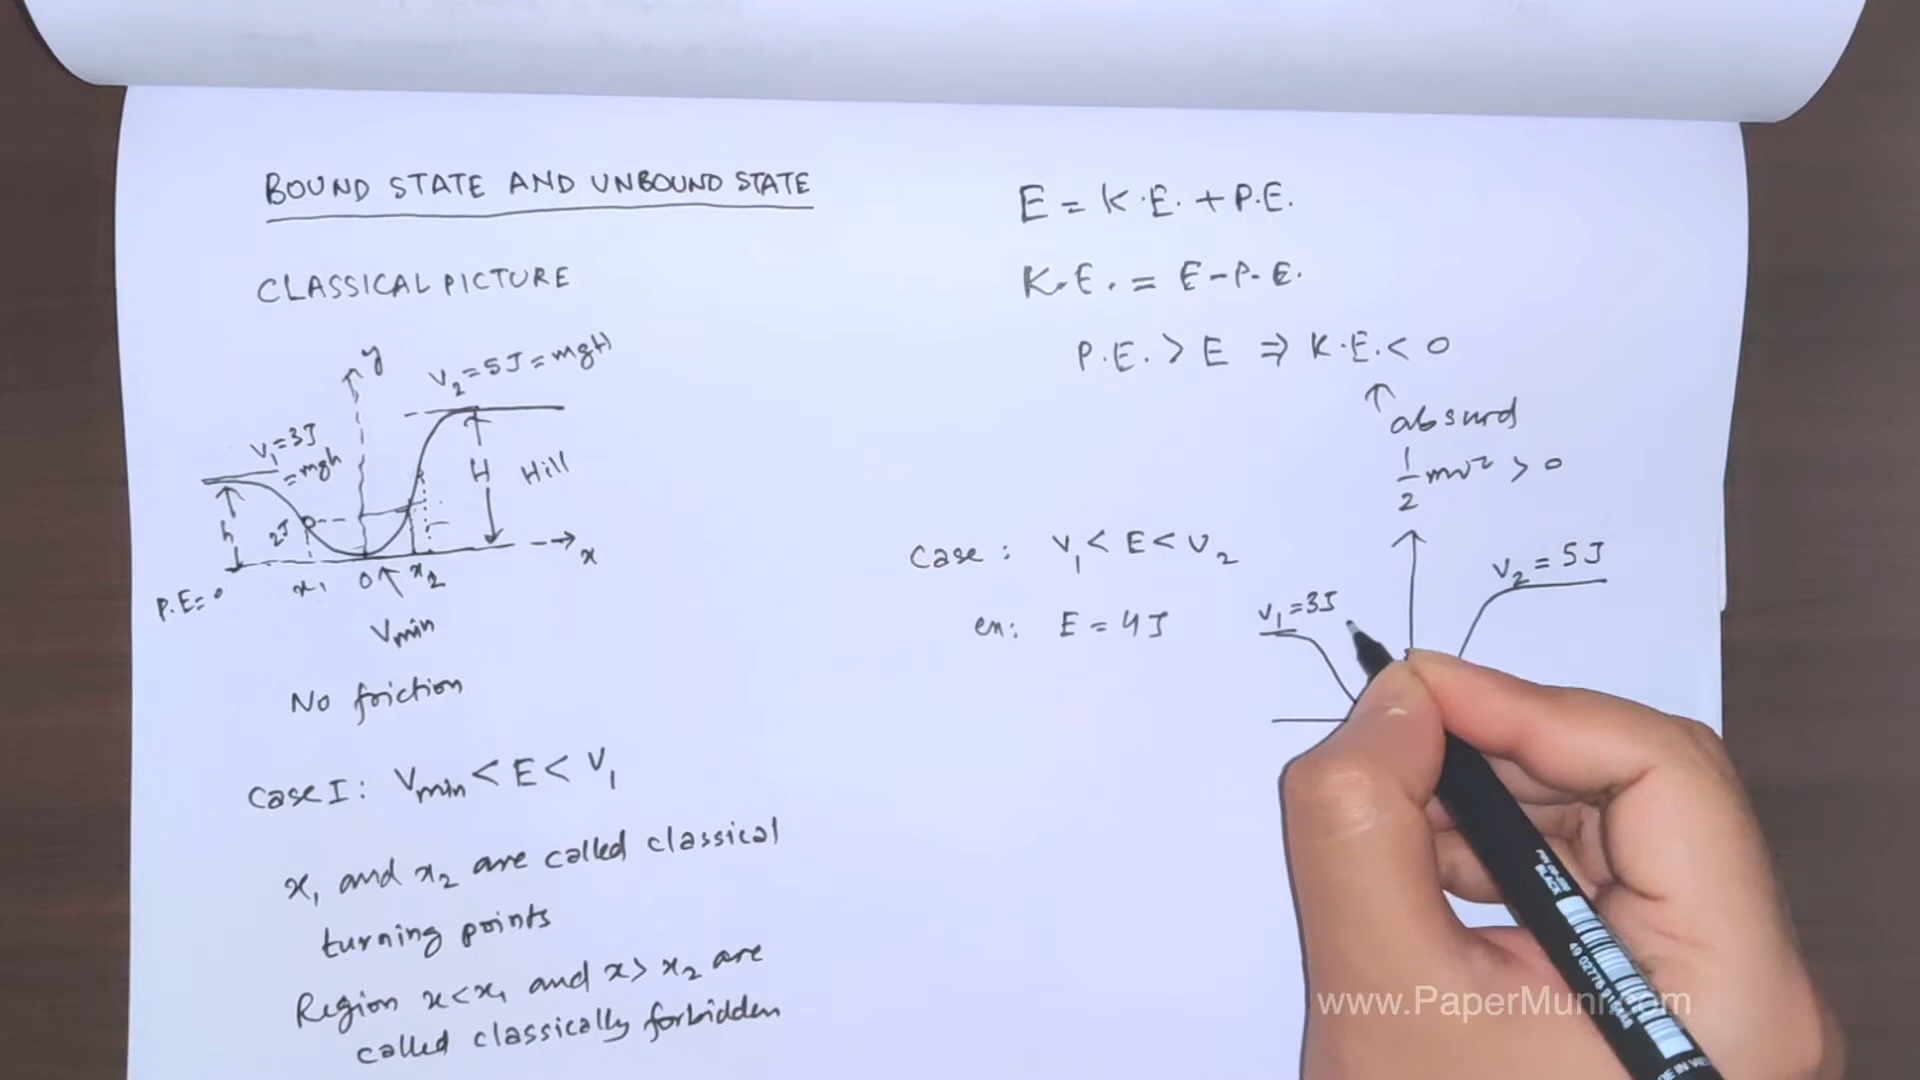 BOUND STATE AND UNBOUND STATE
CLASSICAL PICTURE
y
V₂ = 5J = mgH
V₁ = 3J
= mgh
H
Hill
h
2J
x
P.E = 0
x₁
0
x₂
Vmin
No friction
Case I : Vmin < E < V₁
x₁ and x₂ are called classical
turning points
Region x < x₁ and x > x₂ are
called classically forbidden
E = K.E. + P.E.
K.E. = E - P.E.
P.E. > E ⇒ K.E. < 0
↑
absurd
½ mv² > 0
Case : V₁ < E < V₂
ex: E = 4J
V₁ = 3J
V₂ = 5J
BLACK
www.PaperMuni.com